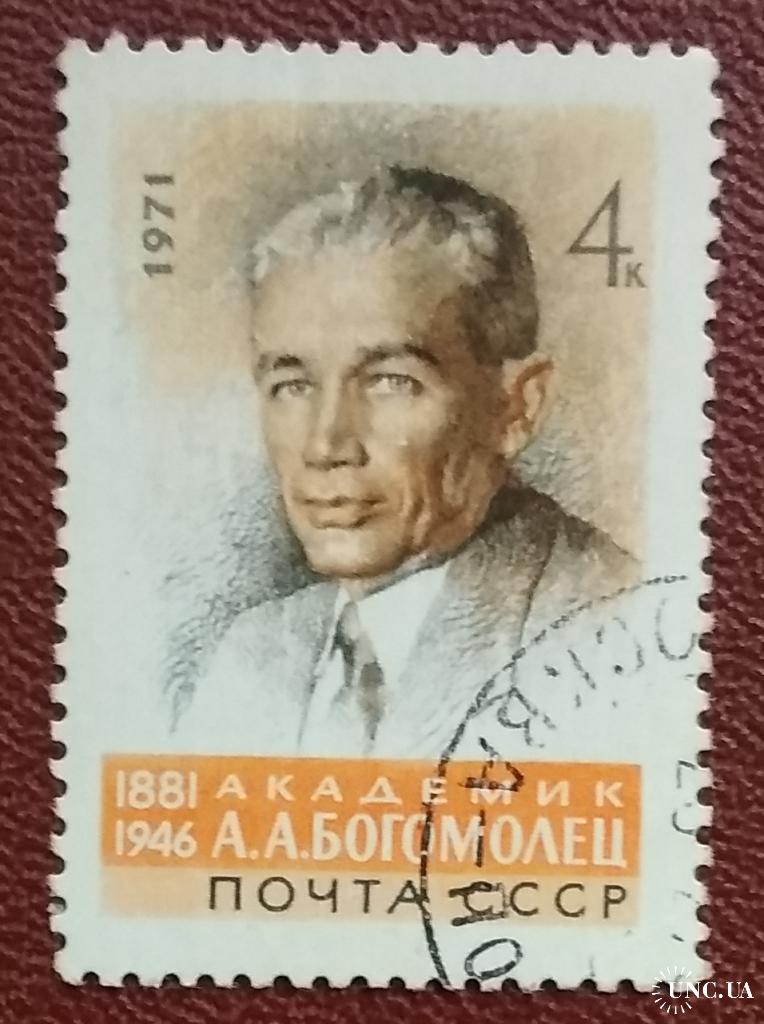 1971
4к
1881 АКАДЕМИК
1946 А.А.БОГОМОЛЕЦ
ПОЧТА СССР
UNC.UA